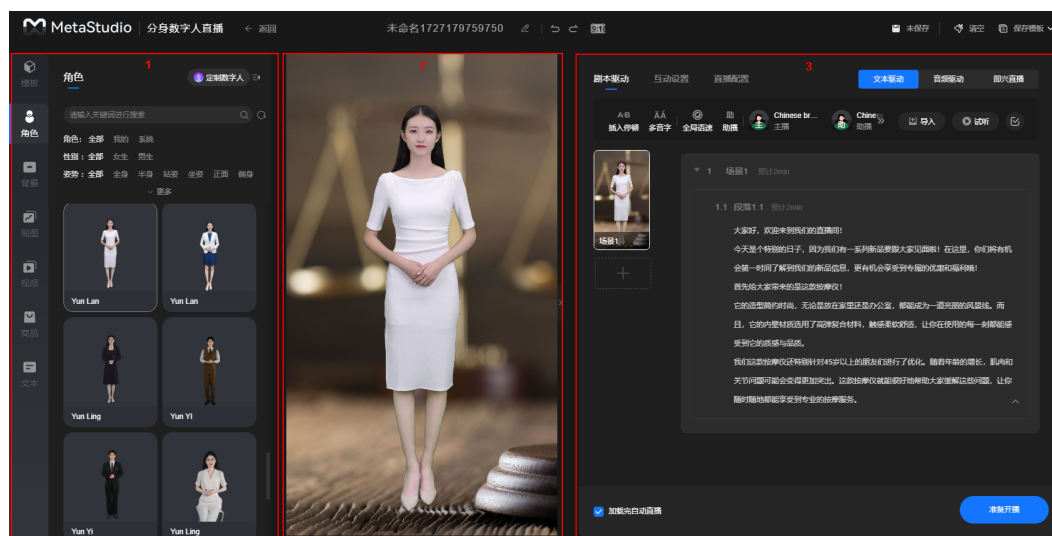 MetaStudio 分身数字人直播 返回
未命名1727179759750
9:16
未保存 清空 保存模板
模板
角色
背景
贴图
视频
商品
文本
1
角色 定制数字人
请输入关键词进行搜索
角色: 全部 我的 系统
性别: 全部 女生 男生
姿势: 全部 全身 半身 站姿 坐姿 正面 侧身
更多
Yun Lan Yun Lan
Yun Ling Yun YI
Yun Yi Yun Ling
2
3
剧本驱动 互动设置 直播配置
文本驱动 音频驱动 即兴直播
插入停顿 多音字 全局语速 助播
Chinese br...
主 主播
Chine
助 助播
导入 试听
场景1
1 场景1 预计2min
1.1 段落1.1 预计2min
大家好，欢迎来到我们的直播间!
今天是个特别的日子，因为我们有一系列新品要跟大家见面啦! 在这里，你们将有机
会第一时间了解到我们的新品信息，更有机会享受到专属的优惠和福利哦!
首先给大家带来的是这款按摩仪!
它的造型简约时尚，无论是放在家里还是办公室，都能成为一道亮丽的风景线。而
且，它的内壁材质选用了高弹复合材料，触感柔软舒适，让你在使用的每一刻都能感
受到它的质感与品质。
我们这款按摩仪还特别针对45岁以上的朋友们进行了优化。随着年龄的增长，肌肉和
关节问题可能会变得更加突出。这款按摩仪就能很好地帮助大家缓解这些问题，让你
随时随地都能享受到专业的按摩服务。
加载完自动直播
准备开播